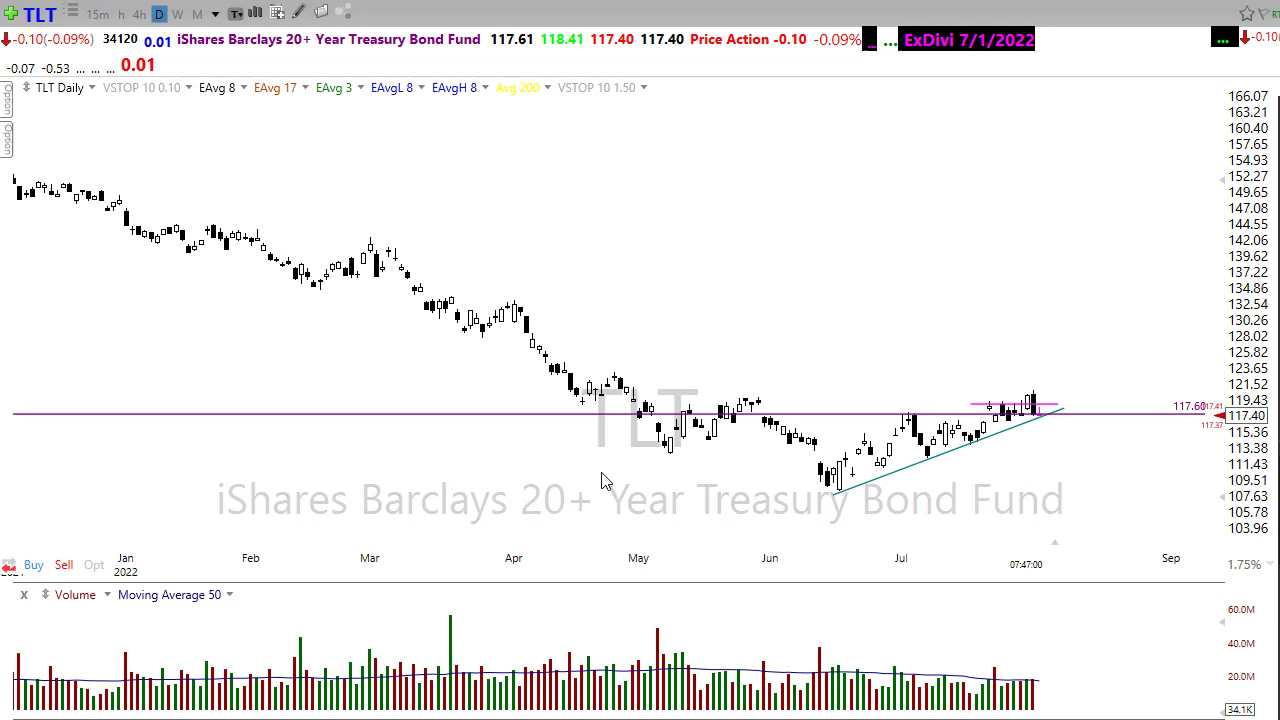 TLT 15m h 4h D W M T
-0.10(-0.09%) 34120 0.01 iShares Barclays 20+ Year Treasury Bond Fund 117.61 118.41 117.40 117.40 Price Action -0.10 -0.09% ... ... ExDivi 7/1/2022 ... -0.10(
-0.07 -0.53 ... ... ... 0.01
Option
Option
TLT Daily VSTOP 10 0.10 EAvg 8 EAvg 17 EAvg 3 EAvgL 8 EAvgH 8 Avg 200 VSTOP 10 1.50
166.07
163.21
160.40
157.65
154.93
152.27
149.65
147.08
144.55
142.06
139.62
137.22
134.86
132.54
130.26
128.02
125.82
123.65
121.52
119.43
117.60 117.41
117.40
117.37
115.36
113.38
111.43
109.51
107.63
105.78
103.96
TLT
iShares Barclays 20+ Year Treasury Bond Fund
Jan Feb Mar Apr May Jun Jul Sep
Buy Sell Opt 2022 07:47:00 1.75%
X Volume Moving Average 50
60.0M
40.0M
20.0M
34.1K